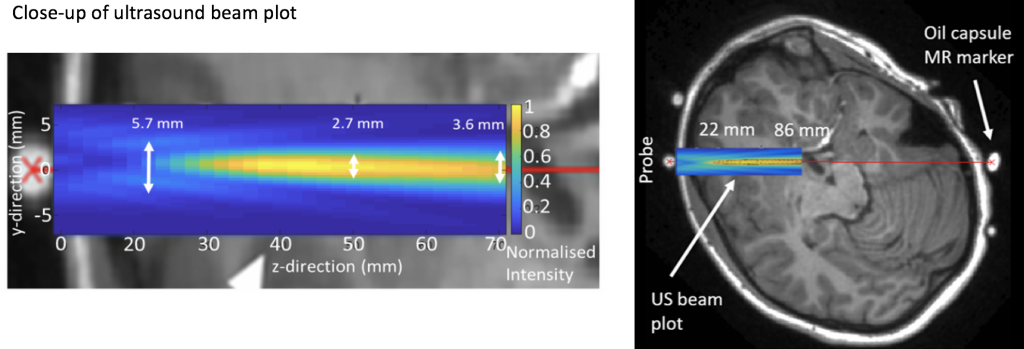 Close-up of ultrasound beam plot
y-direction (mm)
5
0
-5
5.7 mm
2.7 mm
3.6 mm
1
0.8
0.6
0.4
0.2
0
0
20
30
40
50
60
70
z-direction (mm)
Normalised
Intensity
Oil capsule
MR marker
22 mm
86 mm
Probe
US beam
plot